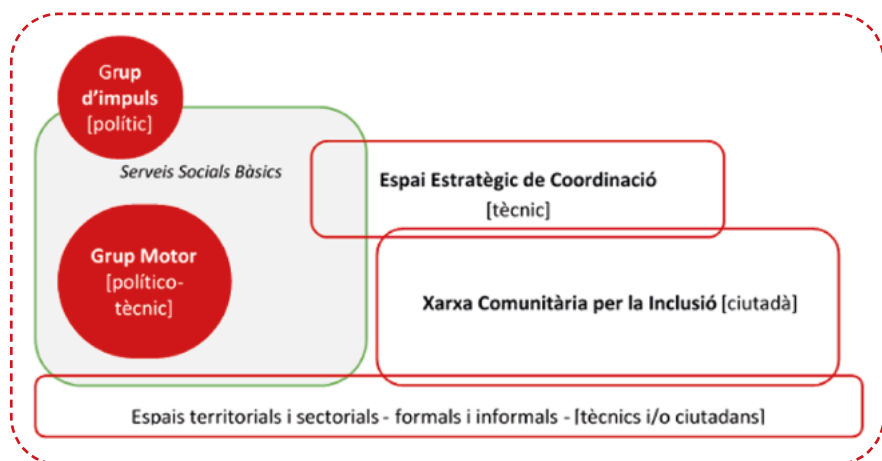 Grup
d'impuls
[polític]
Serveis Socials Bàsics
Espai Estratègic de Coordinació
[tècnic]
Grup Motor
[político-
tècnic]
Xarxa Comunitària per la Inclusió [ciutadà]
Espais territorials i sectorials - formals i informals - [tècnics i/o ciutadans]